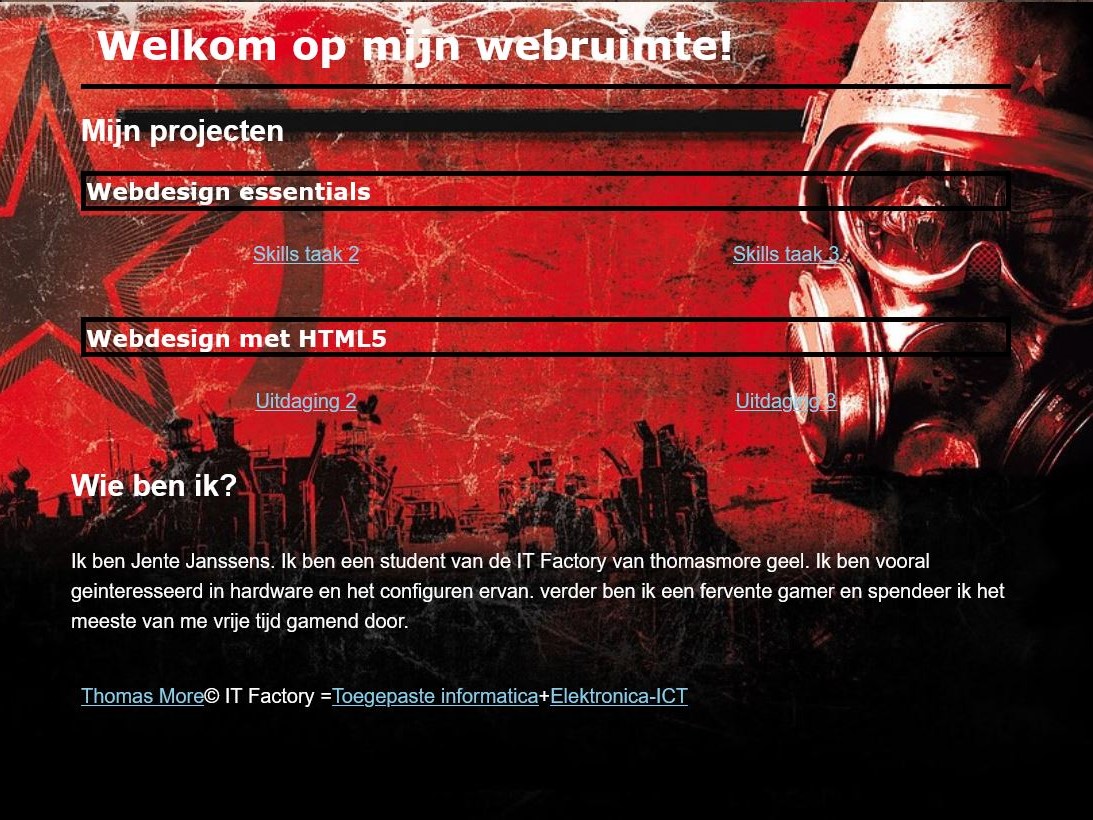 Welkom op mijn webruimte!
Mijn projecten
Webdesign essentials
Skills taak 2 Skills taak 3
Webdesign met HTML5
Uitdaging 2 Uitdaging 3
Wie ben ik?
Ik ben Jente Janssens. Ik ben een student van de IT Factory van thomasmore geel. Ik ben vooral
geinteresseerd in hardware en het configuren ervan. verder ben ik een fervente gamer en spendeer ik het
meeste van me vrije tijd gamend door.
Thomas More© IT Factory =Toegepaste informatica+Elektronica-ICT